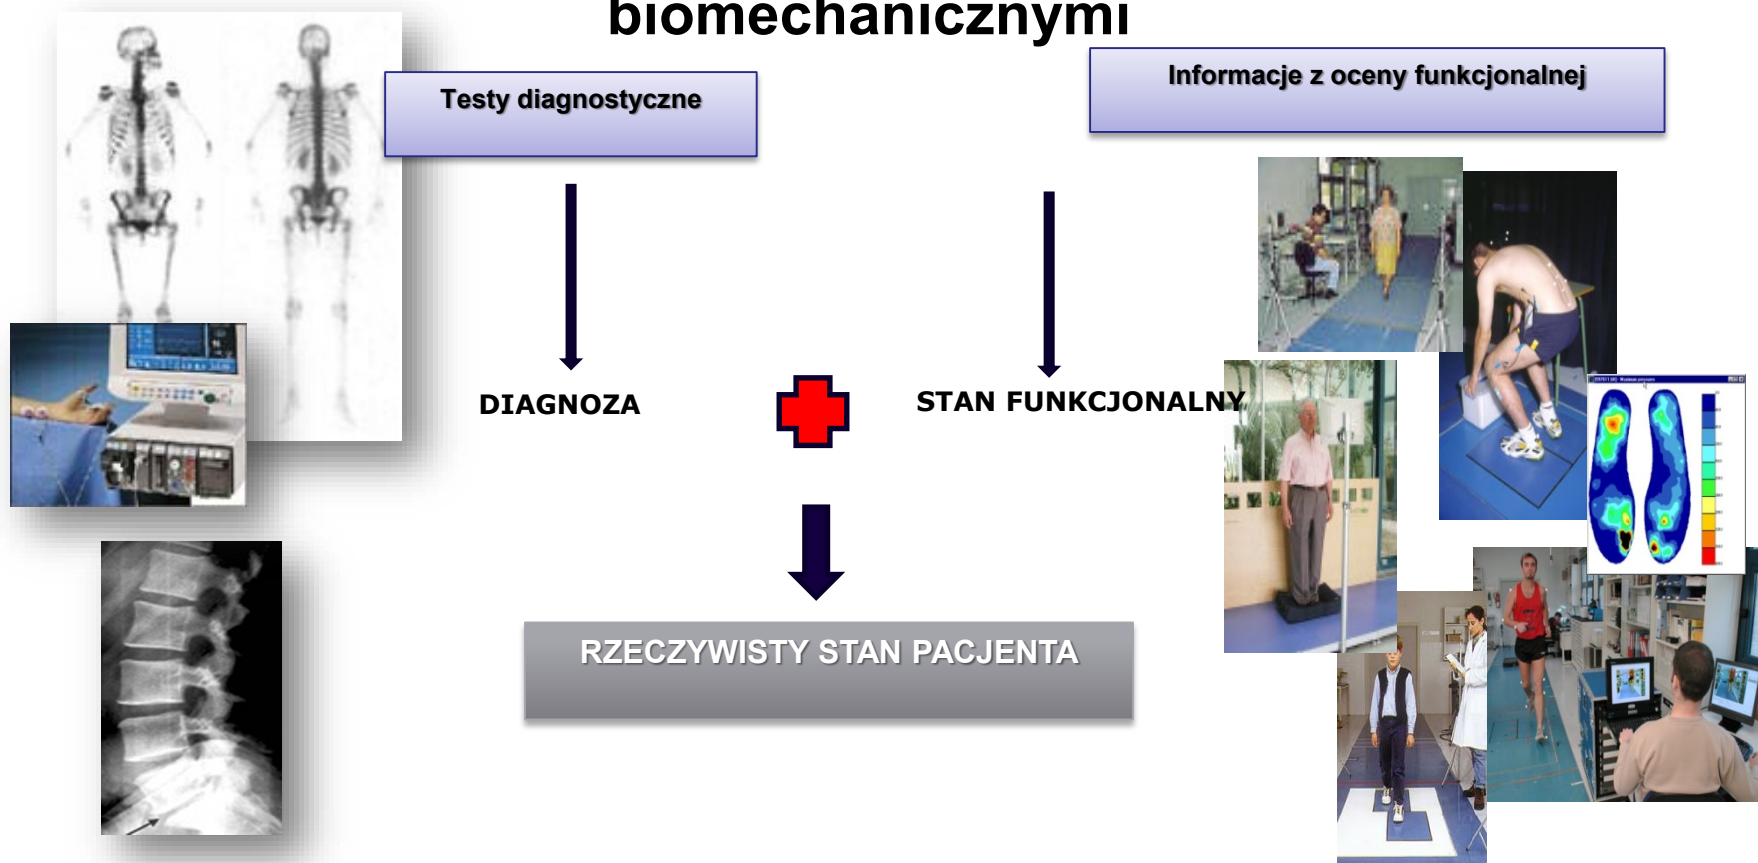 biomechanicznymi
Testy diagnostyczne
Informacje z oceny funkcjonalnej
DIAGNOZA
STAN FUNKCJONALNY
RZECZYWISTY STAN PACJENTA